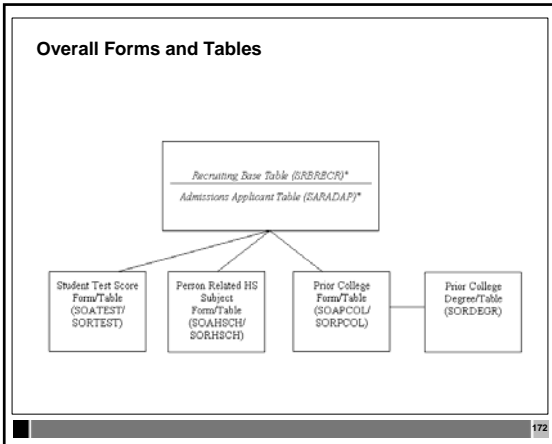 Overall Forms and Tables
Recruiting Base Table (SRBRECR)*
Admissions Applicant Table (SARADAP)*
Student Test Score
Form/Table
(SOATEST/
SORTEST)
Person Related HS
Subject
Form/Table
(SOAHSCH/
SORHSCH)
Prior College
Form/Table
(SOAPCOL/
SORPCOL)
Prior College
Degree/Table
(SORDEGR)
172